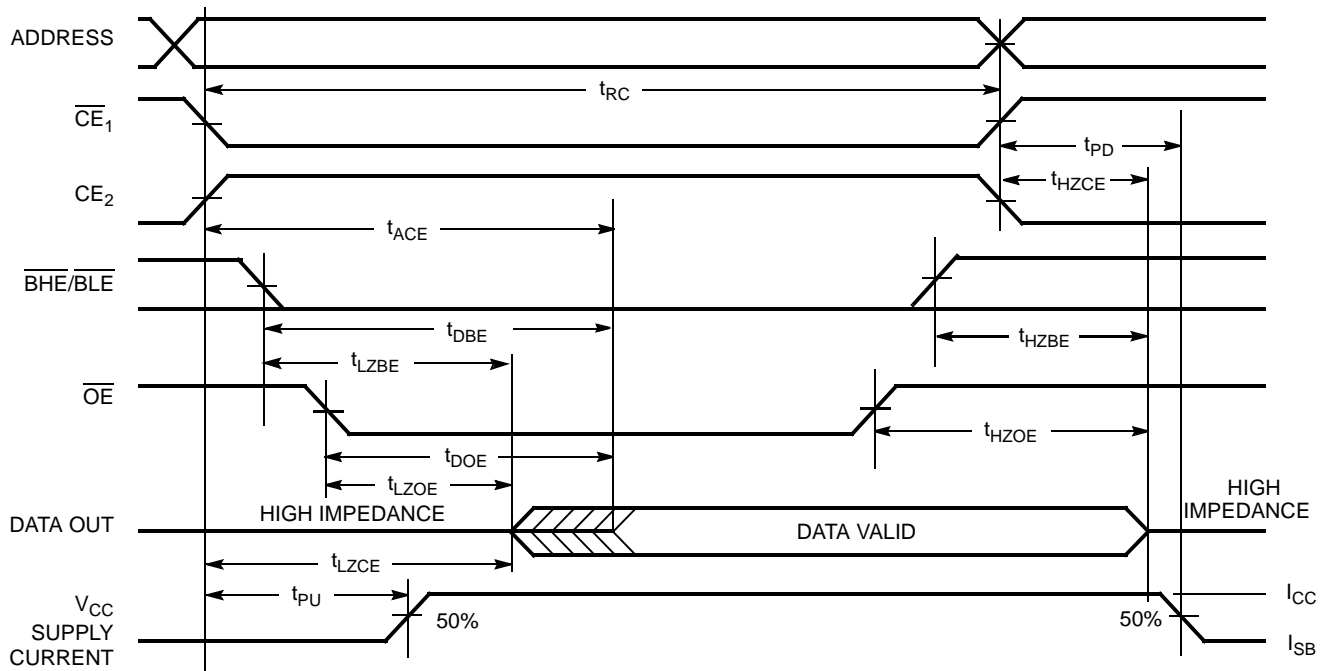 ADDRESS
tRC
CE1
tPD
tHZCE
CE2
tACE
BHE/BLE
tDBE
tHZBE
tLZBE
OE
tHZOE
tDOE
tLZOE
HIGH IMPEDANCE
HIGH
IMPEDANCE
DATA OUT
DATA VALID
tLZCE
tPU
VCC
SUPPLY
CURRENT
50%
50%
ICC
ISB